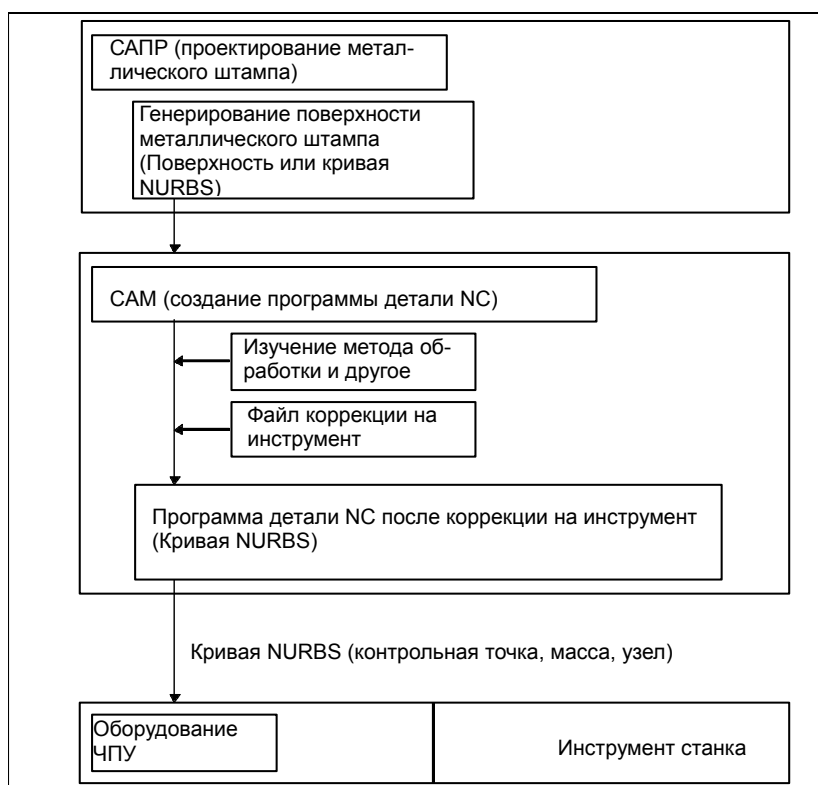 САПР (проектирование метал-
лического штампа)
Генерирование поверхности
металлического штампа
(Поверхность или кривая
NURBS)
САМ (создание программы детали NC)
Изучение метода об-
работки и другое
Файл коррекции на
инструмент
Программа детали NC после коррекции на инструмент
(Кривая NURBS)
Кривая NURBS (контрольная точка, масса, узел)
Оборудование
ЧПУ
Инструмент станка